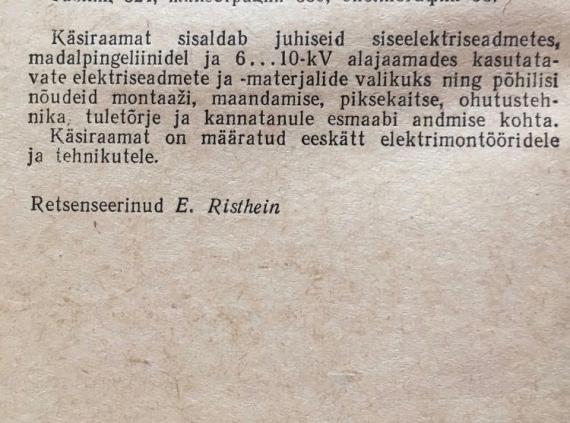 Käsiraamat sisaldab juhiseid siseelektriseadmetes,
madalpingeliinidel ja 6...10-kV alajaamades kasutata-
vate elektriseadmete ja -materjalide valikuks ning põhilisi
nõudeid montaaži, maandamise, piksekaitse, ohutusteh-
nika, tuletõrje ja kannatanule esmaabi andmise kohta.
Käsiraamat on määratud eeskätt elektrimontööridele
ja tehnikutele.
Retsenseerinud E. Risthein